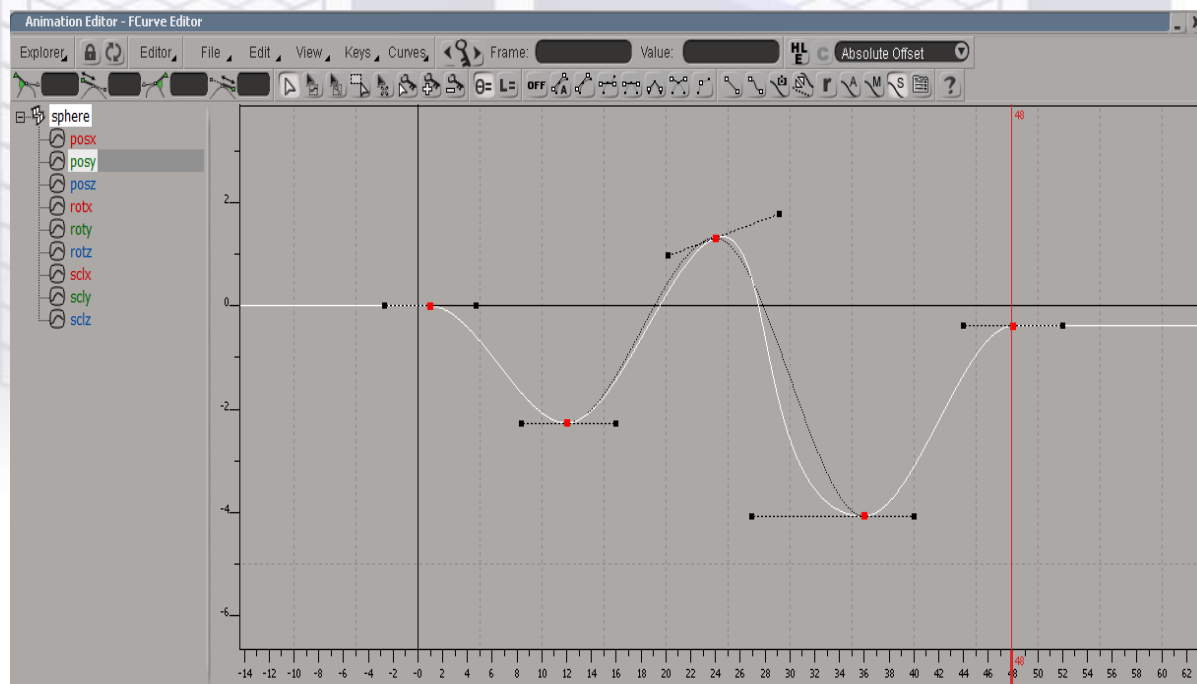 Animation Editor - FCurve Editor
Explorer Editor File Edit View Keys Curves Frame: Value: HLE C Absolute Offset
θ= L= OFF A r A M S ?
sphere
posx
posy
posz
rotx
roty
rotz
sclx
scly
sclz
48
2
0
-2
-4
-6
48
-14 -12 -10 -8 -6 -4 -2 0 2 4 6 8 10 12 14 16 18 20 22 24 26 28 30 32 34 36 38 40 42 44 46 48 50 52 54 56 58 60 62